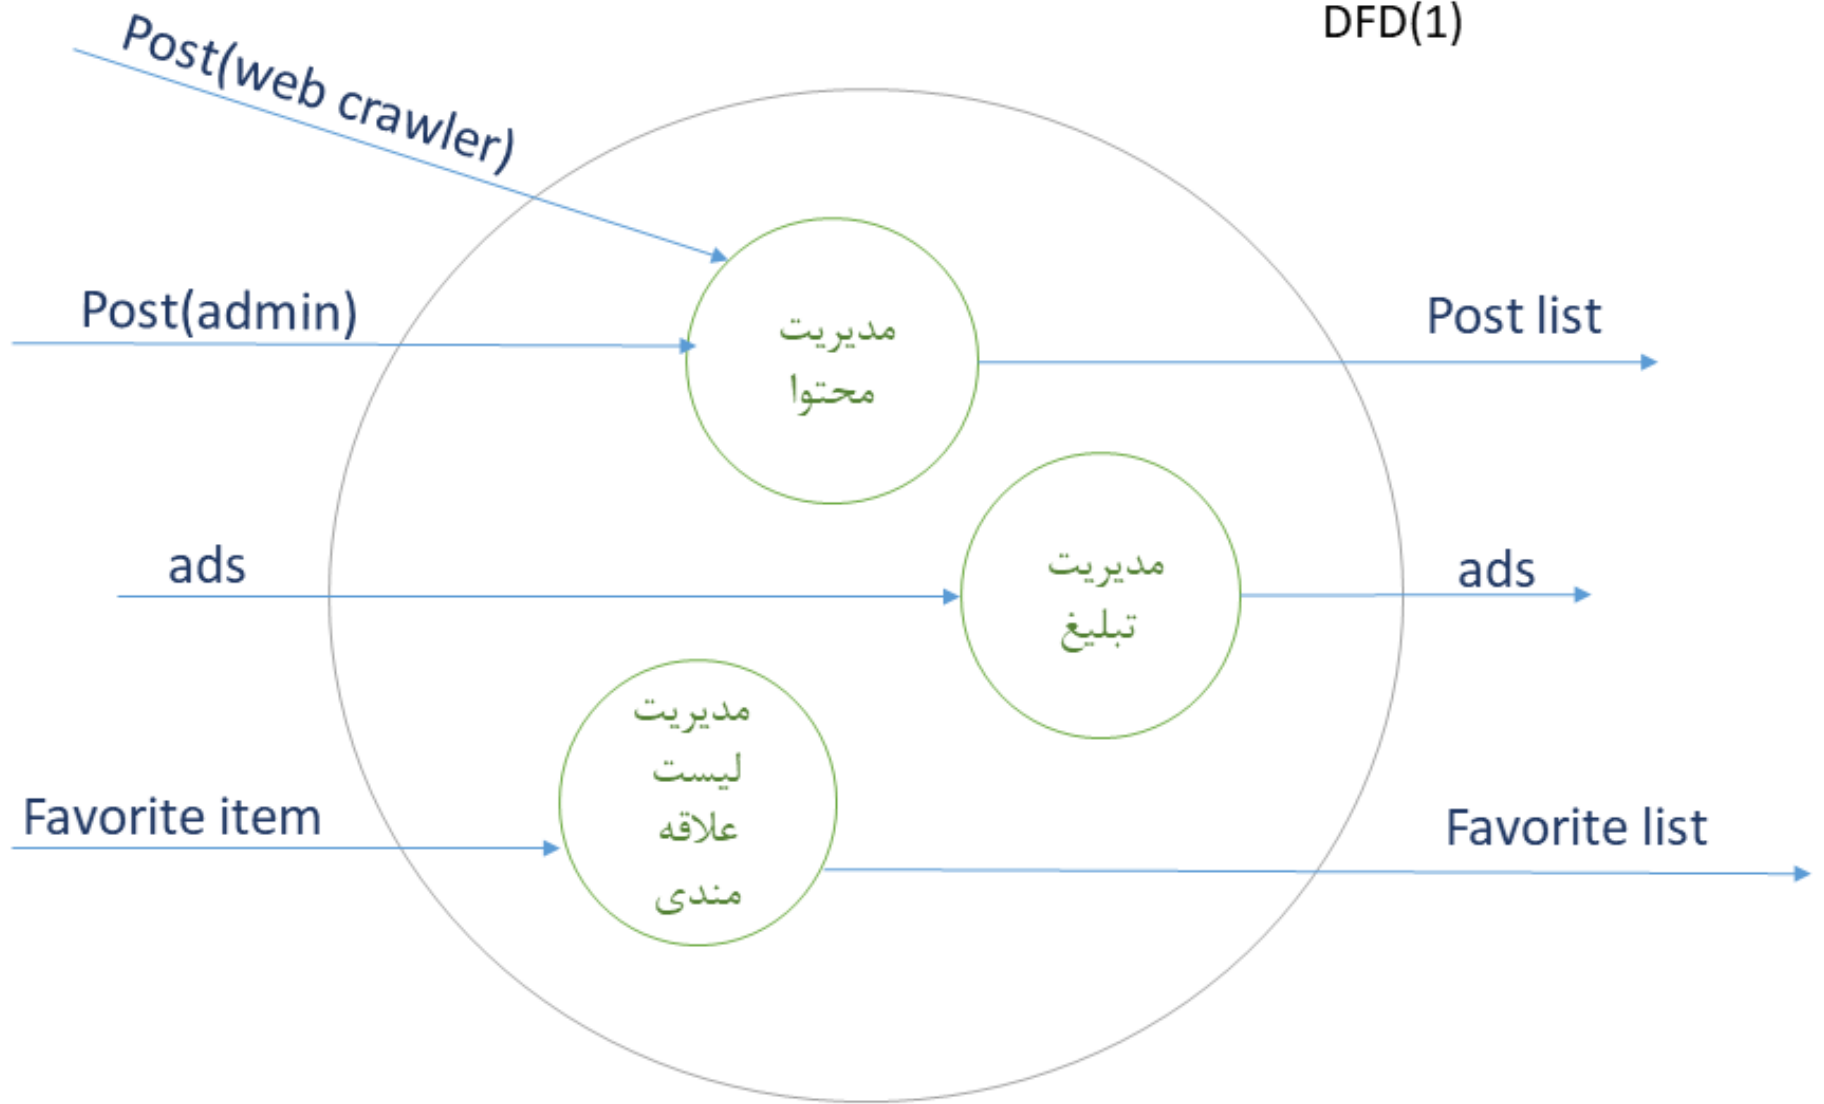 DFD(1)
Post(web crawler)
Post(admin)
مدیریت
محتوا
Post list
ads
مدیریت
تبلیغ
ads
Favorite item
مدیریت
لیست
علاقه
مندی
Favorite list